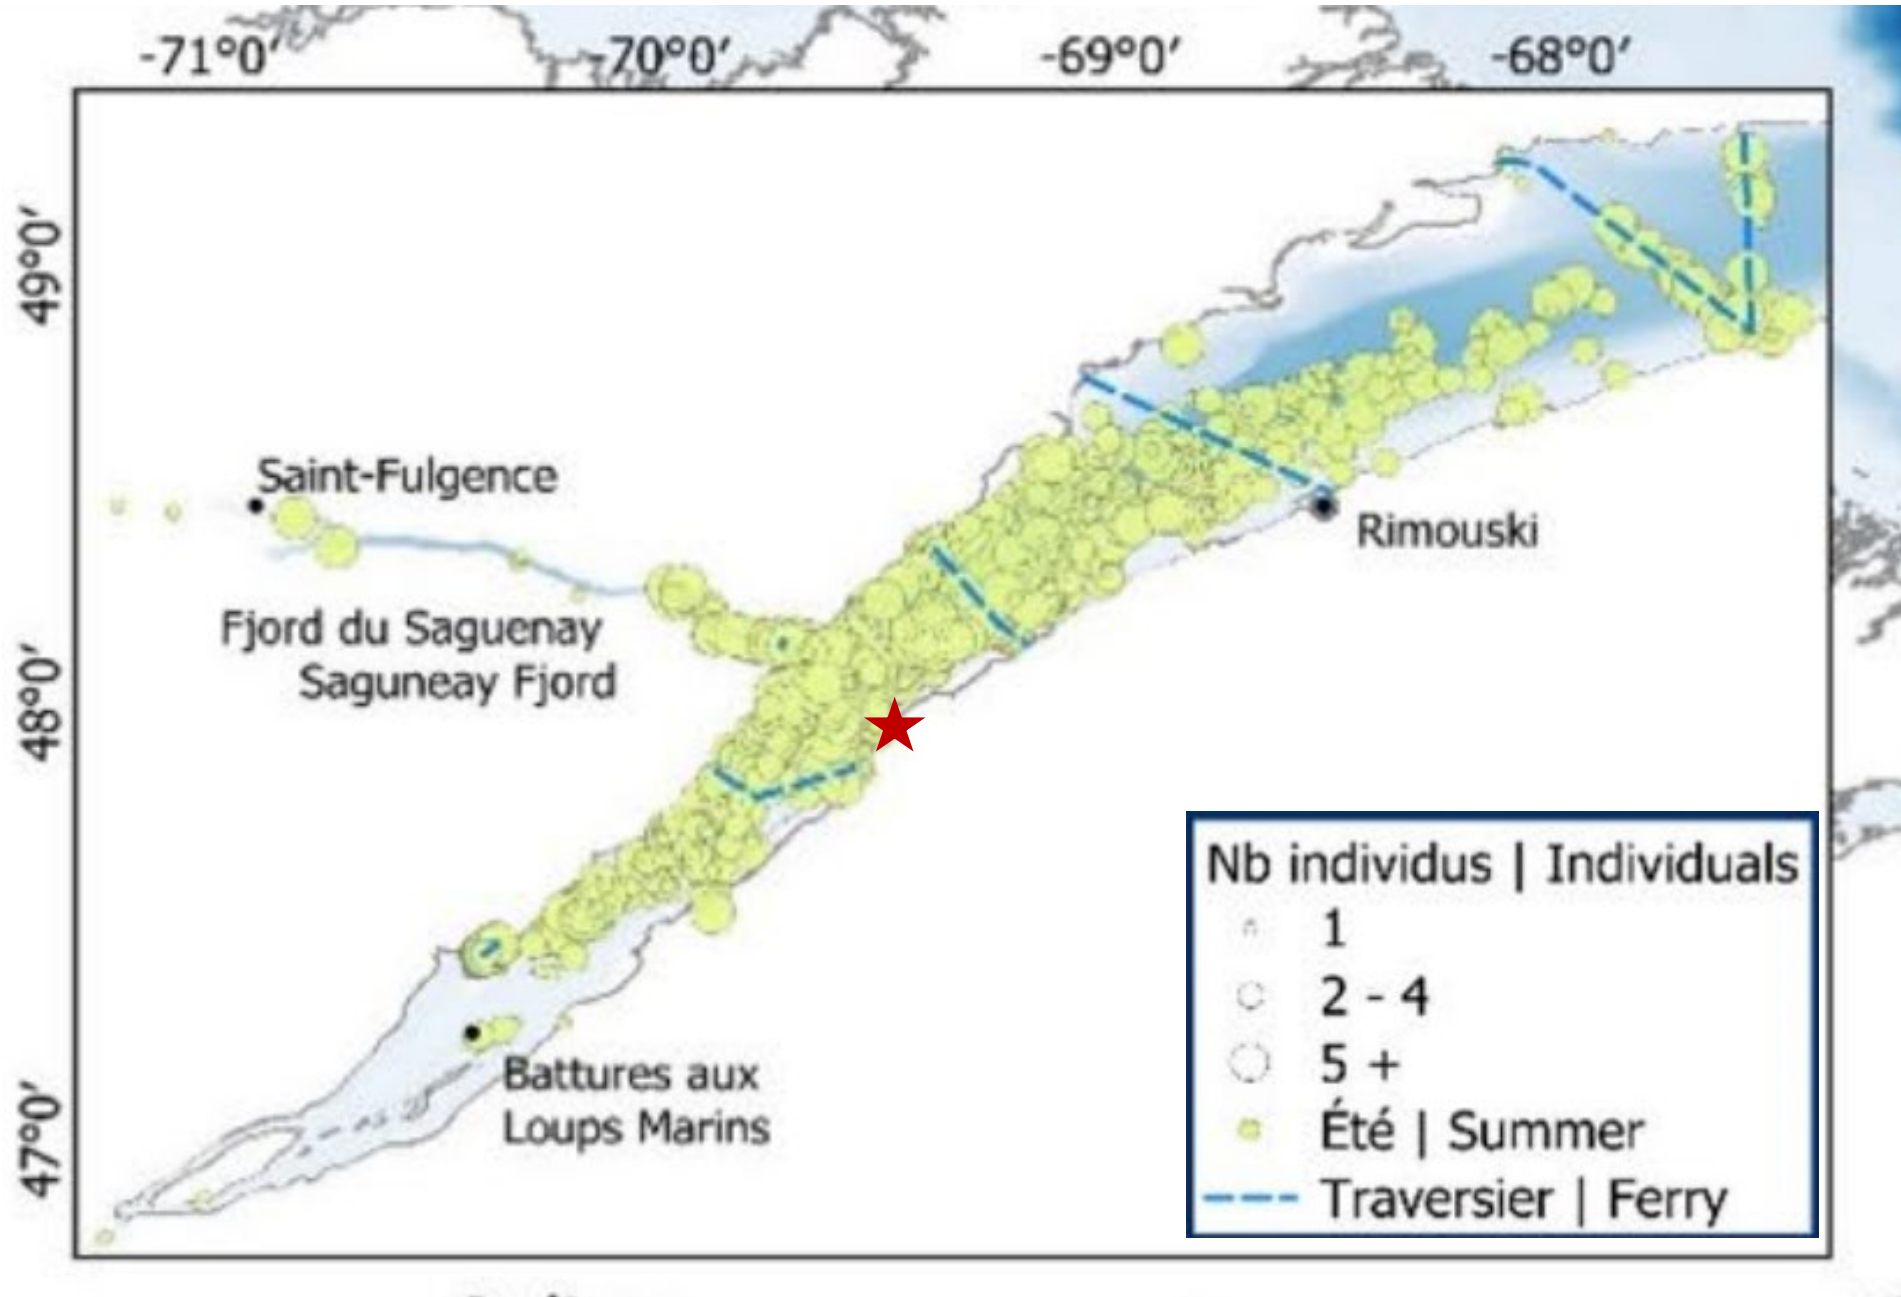 -71°0′ -70°0′ -69°0′ -68°0′
49°0′
48°0′
47°0′
Saint-Fulgence
Rimouski
Fjord du Saguenay
Saguneay Fjord
Battures aux
Loups Marins
Nb individus | Individuals
1
2 - 4
5 +
Été | Summer
Traversier | Ferry